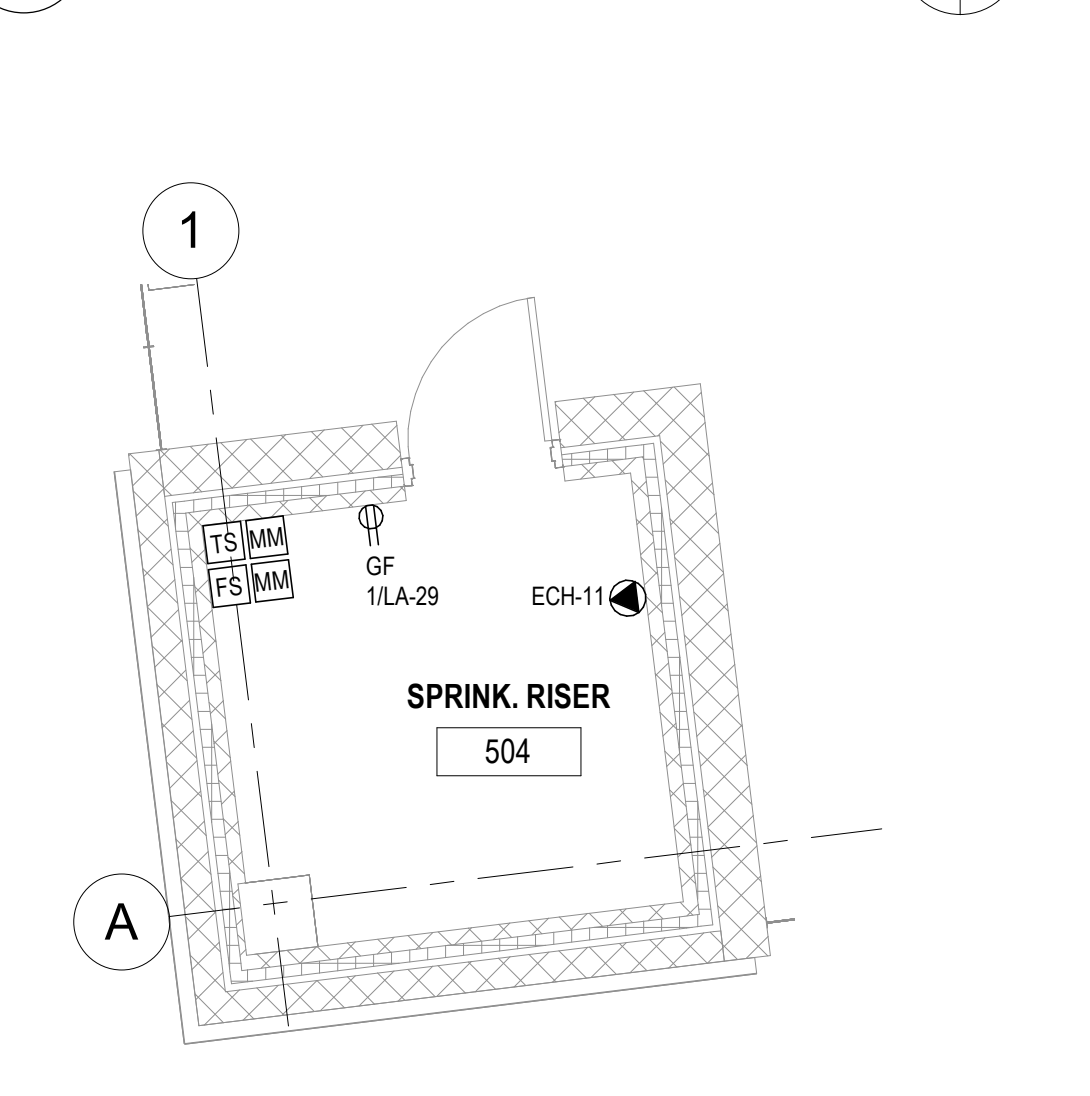 1
TS MM
FS MM
GF
1/LA-29
ECH-11
SPRINK. RISER
504
A